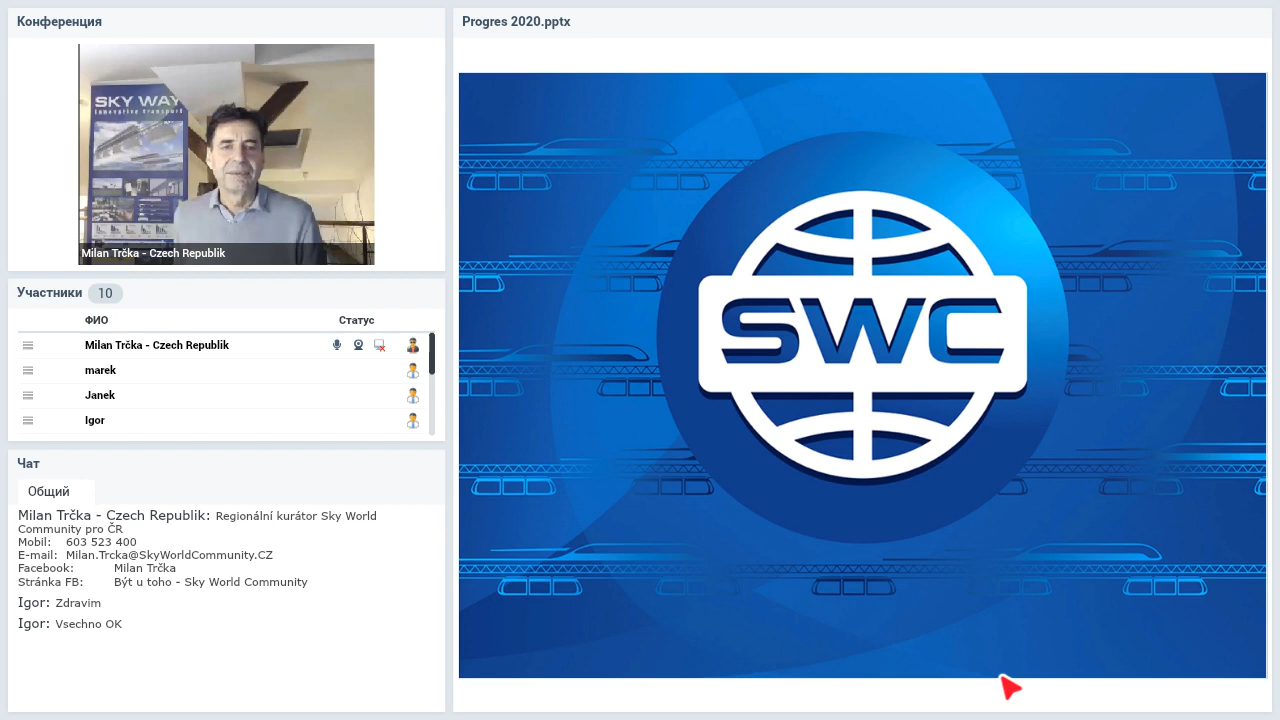 Конференция
SKY WAY
innovative transport
Milan Trčka - Czech Republik
Участники 10
ФИО Статус
Milan Trčka - Czech Republik
marek
Janek
Igor
Чат
Общий
Milan Trčka - Czech Republik: Regionální kurátor Sky World
Community pro ČR
Mobil: 603 523 400
E-mail: Milan.Trcka@SkyWorldCommunity.CZ
Facebook: Milan Trčka
Stránka FB: Být u toho - Sky World Community
Igor: Zdravim
Igor: Vsechno OK
Progres 2020.pptx
SWC